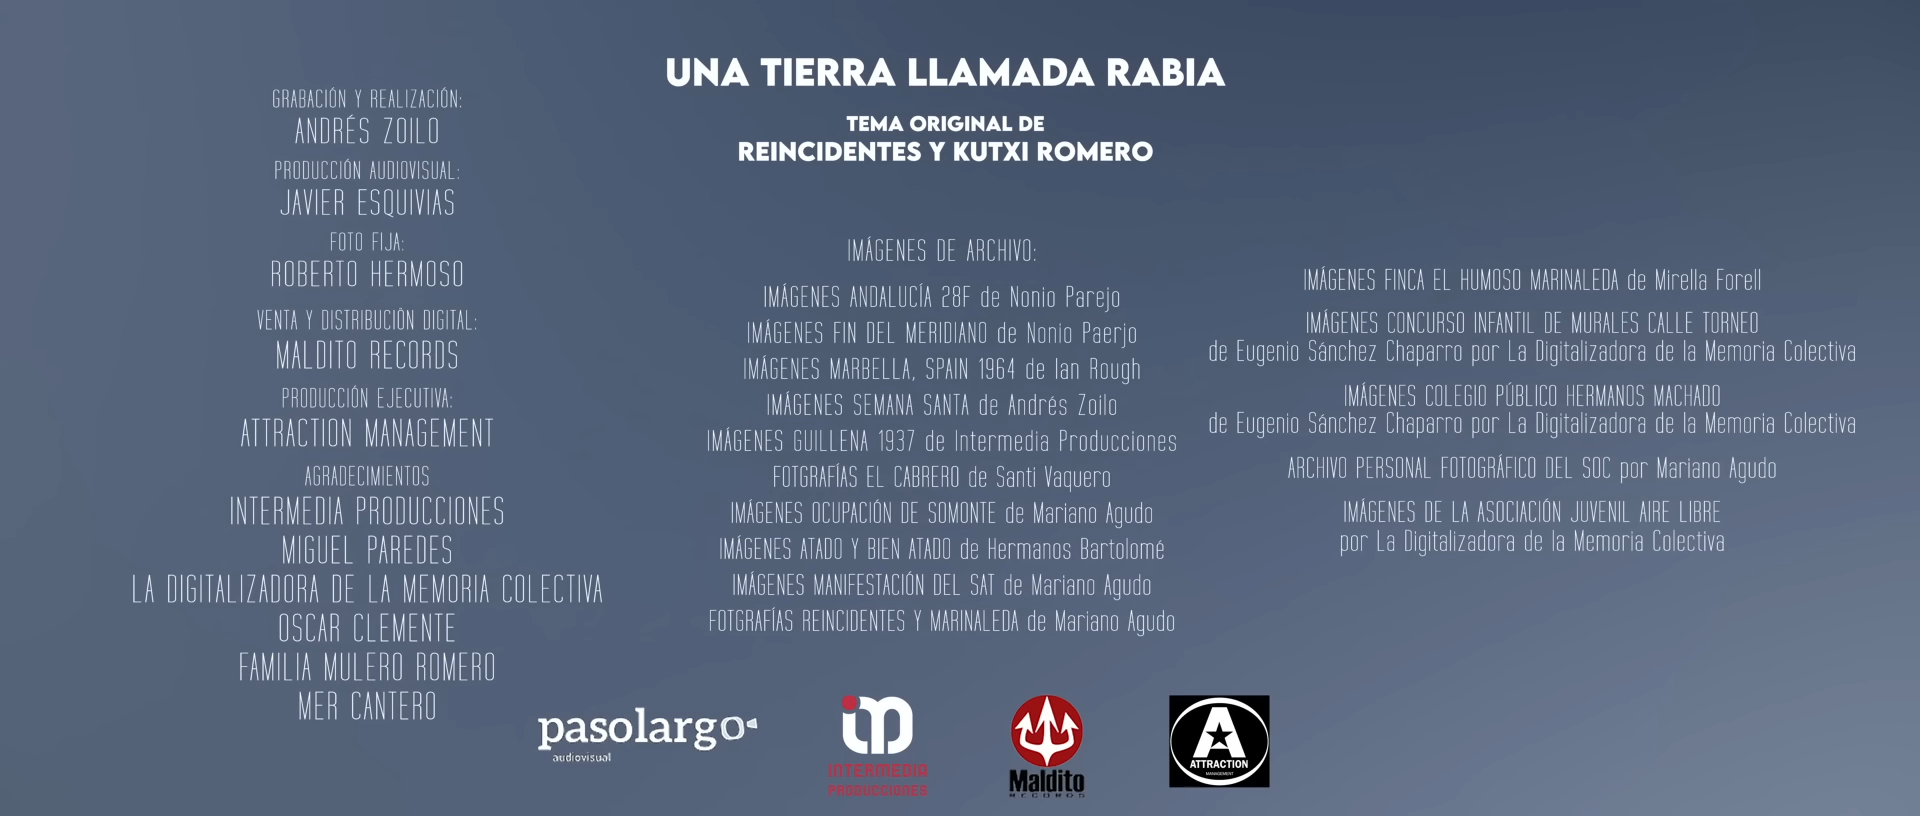 UNA TIERRA LLAMADA RABIA
TEMA ORIGINAL DE
REINCIDENTES Y KUTXI ROMERO
GRABACIÓN Y REALIZACIÓN:
ANDRÉS ZOILO
PRODUCCIÓN AUDIOVISUAL:
JAVIER ESQUIVIAS
FOTO FIJA:
ROBERTO HERMOSO
VENTA Y DISTRIBUCIÓN DIGITAL:
MALDITO RECORDS
PRODUCCIÓN EJECUTIVA:
ATTRACTION MANAGEMENT
AGRADECIMIENTOS
INTERMEDIA PRODUCCIONES
MIGUEL PAREDES
LA DIGITALIZADORA DE LA MEMORIA COLECTIVA
OSCAR CLEMENTE
FAMILIA MULERO ROMERO
MER CANTERO
IMÁGENES DE ARCHIVO:
IMÁGENES ANDALUCÍA 28F de Nonio Parejo
IMÁGENES FIN DEL MERIDIANO de Nonio Paerjo
IMÁGENES MARBELLA, SPAIN 1964 de Ian Rough
IMÁGENES SEMANA SANTA de Andrés Zoilo
IMÁGENES GUILLENA 1937 de Intermedia Producciones
FOTGRAFÍAS EL CABRERO de Santi Vaquero
IMÁGENES OCUPACIÓN DE SOMONTE de Mariano Agudo
IMÁGENES ATADO Y BIEN ATADO de Hermanos Bartolomé
IMÁGENES MANIFESTACIÓN DEL SAT de Mariano Agudo
FOTGRAFÍAS REINCIDENTES Y MARINALEDA de Mariano Agudo
IMÁGENES FINCA EL HUMOSO MARINALEDA de Mirella Forell
IMÁGENES CONCURSO INFANTIL DE MURALES CALLE TORNEO
de Eugenio Sánchez Chaparro por La Digitalizadora de la Memoria Colectiva
IMÁGENES COLEGIO PÚBLICO HERMANOS MACHADO
de Eugenio Sánchez Chaparro por La Digitalizadora de la Memoria Colectiva
ARCHIVO PERSONAL FOTOGRÁFICO DEL SOC por Mariano Agudo
IMÁGENES DE LA ASOCIACIÓN JUVENIL AIRE LIBRE
por La Digitalizadora de la Memoria Colectiva
pasolargo
audiovisual
im
INTERMEDIA
PRODUCCIONES
Maldito
RECORDS
A
ATTRACTION
MANAGEMENT